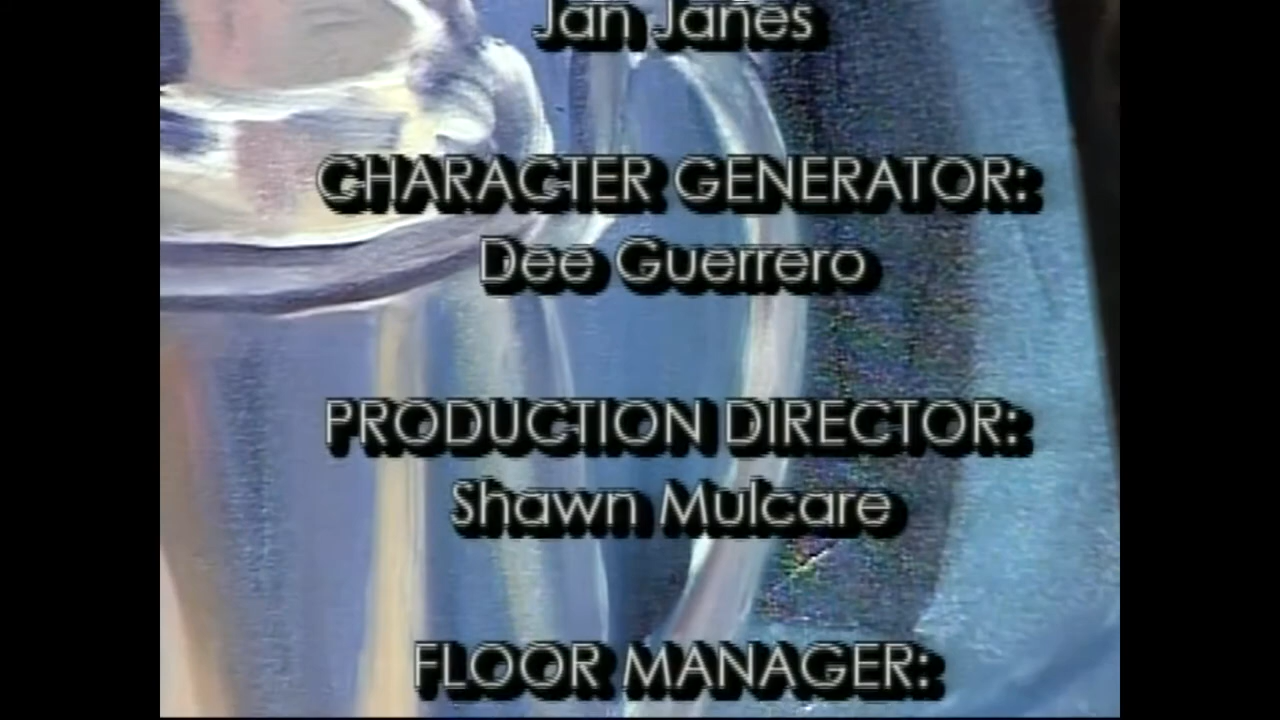 Jan Janes
CHARACTER GENERATOR:
Dee Guerrero
PRODUCTION DIRECTOR:
Shawn Mulcare
FLOOR MANAGER: